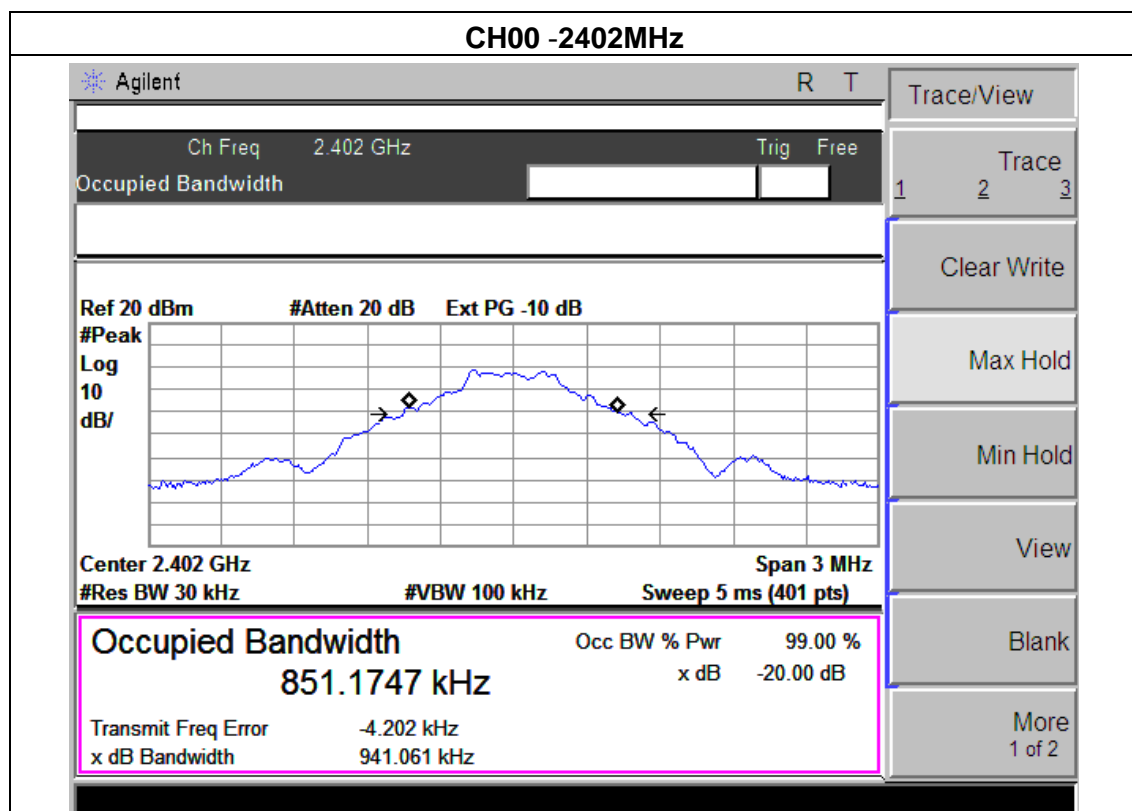 CH00 -2402MHz
Agilent R T
Trace/View
Ch Freq 2.402 GHz Trig Free
Occupied Bandwidth
Trace
1 2 3
Clear Write
Max Hold
Min Hold
View
Blank
More
1 of 2
Ref 20 dBm #Atten 20 dB Ext PG -10 dB
#Peak
Log
10
dB/
Center 2.402 GHz Span 3 MHz
#Res BW 30 kHz #VBW 100 kHz Sweep 5 ms (401 pts)
Occupied Bandwidth Occ BW % Pwr 99.00 %
851.1747 kHz x dB -20.00 dB
Transmit Freq Error -4.202 kHz
x dB Bandwidth 941.061 kHz